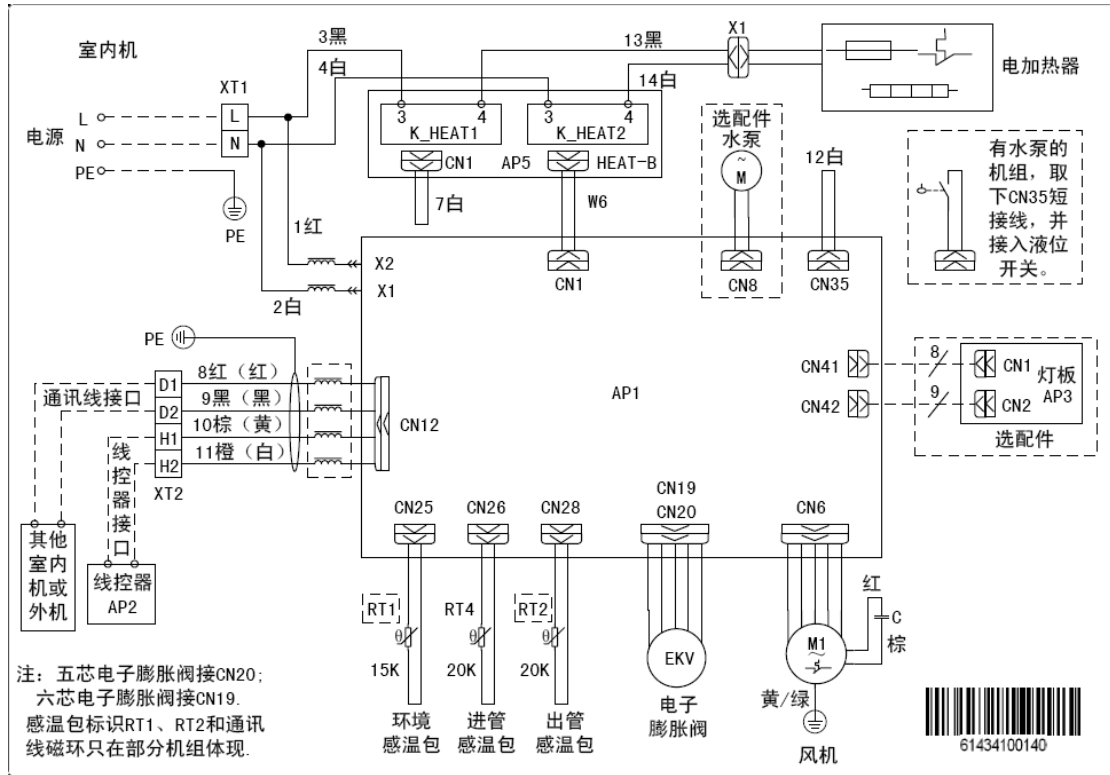 室内机
3黑
4白
13黑
X1
14白
电加热器
XT1
L
N
电源
L
N
PE
PE
3
4
K_HEAT1
3
4
K_HEAT2
CN1
AP5
HEAT-B
7白
W6
选配件
水泵
~
M
CN8
12白
CN35
有水泵的
机组，取
下CN35短
接线，并
接入液位
开关。
1红
2白
X2
X1
CN1
PE
8红（红）
9黑（黑）
10棕（黄）
11橙（白）
D1
D2
H1
H2
XT2
通讯线接口
线控器接口
CN12
AP1
CN41
CN42
8
9
CN1
CN2
灯板
AP3
选配件
其他
室内
机或
外机
线控器
AP2
CN25
CN26
CN28
CN19
CN20
CN6
RT1
RT4
RT2
θ
θ
θ
15K
20K
20K
环境
感温包
进管
感温包
出管
感温包
EKV
电子
膨胀阀
M1
~
红
C
棕
黄/绿
风机
注：五芯电子膨胀阀接CN20;
六芯电子膨胀阀接CN19.
感温包标识RT1、RT2和通讯
线磁环只在部分机组体现.
61434100140